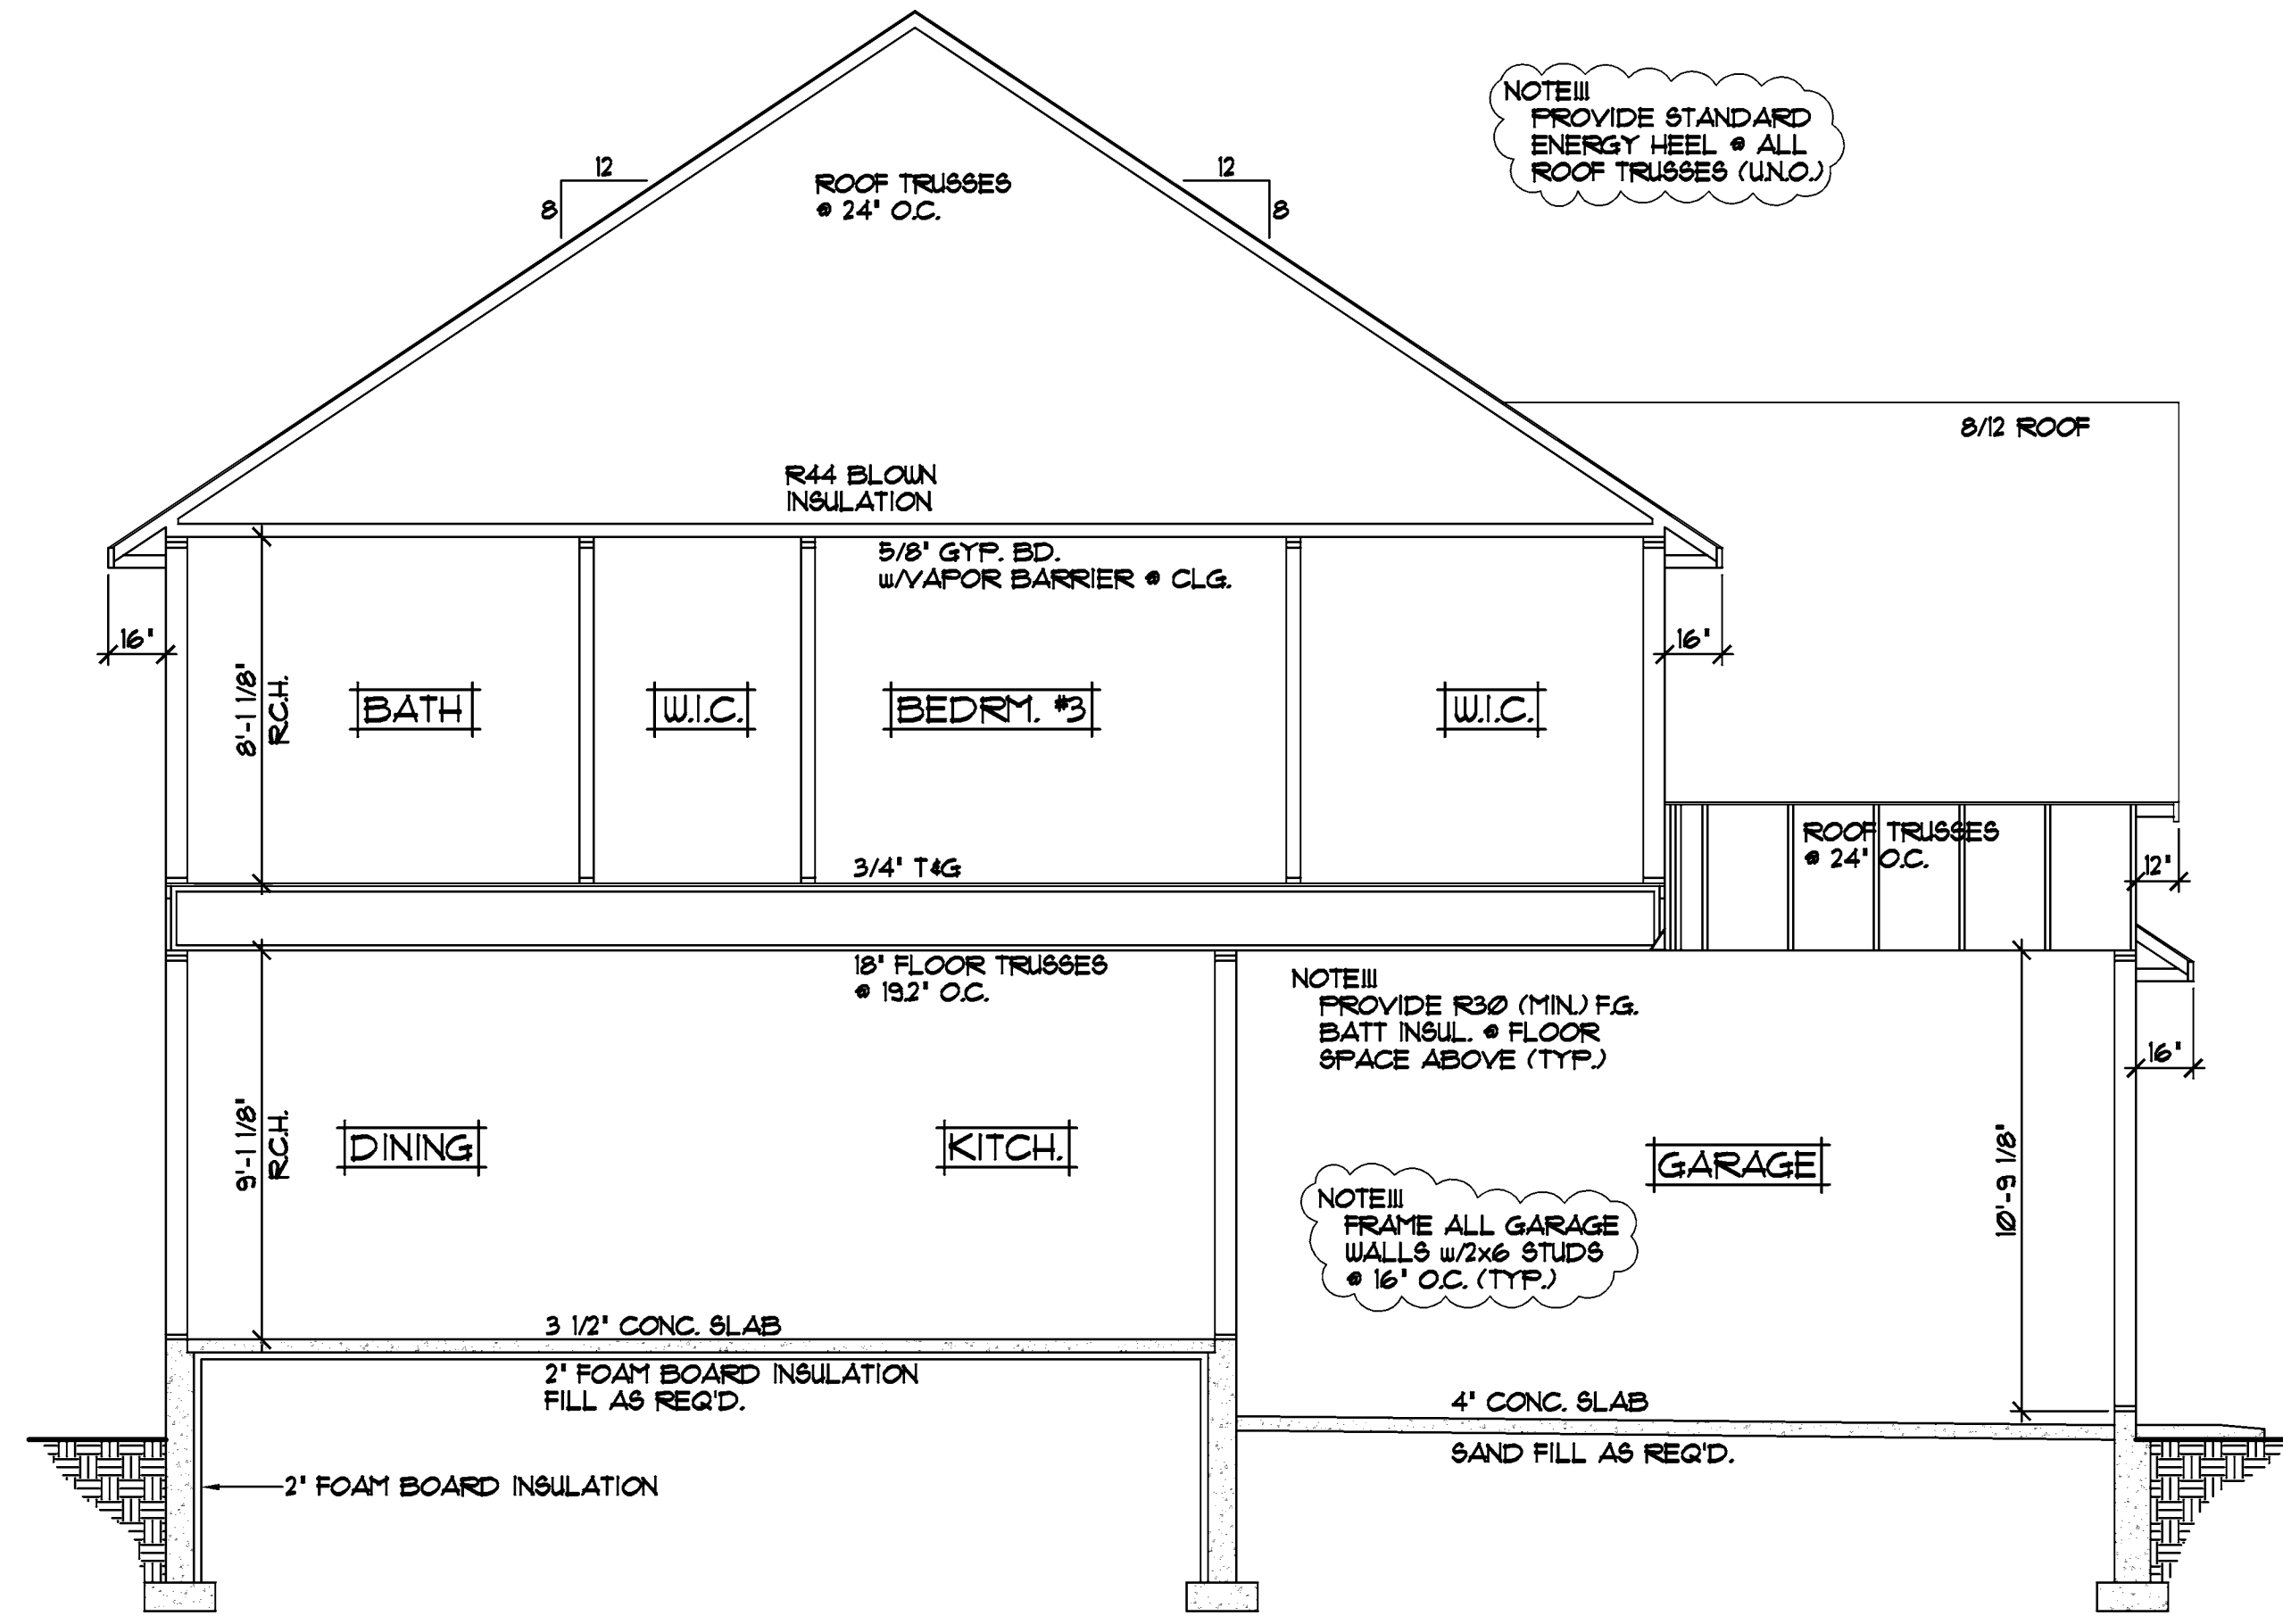 NOTE!!!
PROVIDE STANDARD
ENERGY HEEL @ ALL
ROOF TRUSSES (U.N.O.)
12
8
ROOF TRUSSES
@ 24" O.C.
12
8
8/12 ROOF
R44 BLOWN
INSULATION
5/8" GYP. BD.
w/VAPOR BARRIER @ CLG.
16"
16"
8'-1 1/8"
R.C.H.
BATH
W.I.C.
BEDRM. #3
W.I.C.
ROOF TRUSSES
@ 24" O.C.
12"
3/4" T&G
18" FLOOR TRUSSES
@ 19.2" O.C.
NOTE!!!
PROVIDE R30 (MIN.) F.G.
BATT INSUL. @ FLOOR
SPACE ABOVE (TYP.)
16"
9'-1 1/8"
R.C.H.
DINING
KITCH.
GARAGE
10'-9 1/8"
NOTE!!!
FRAME ALL GARAGE
WALLS w/2x6 STUDS
@ 16" O.C. (TYP.)
3 1/2" CONC. SLAB
2" FOAM BOARD INSULATION
FILL AS REQ'D.
4" CONC. SLAB
SAND FILL AS REQ'D.
2" FOAM BOARD INSULATION